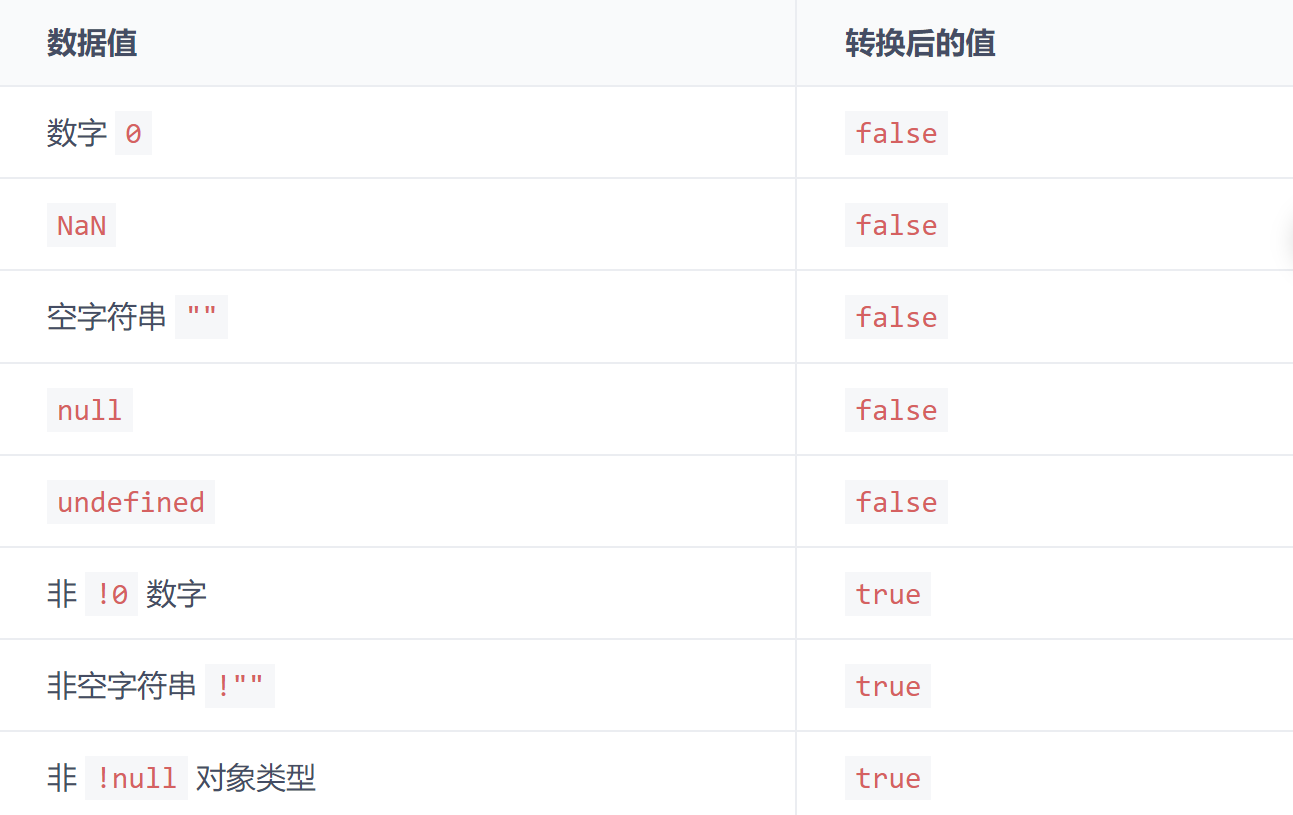 数据值 转换后的值
数字 0 false
NaN false
空字符串 "" false
null false
undefined false
非 !0 数字 true
非空字符串 !"" true
非 !null 对象类型 true